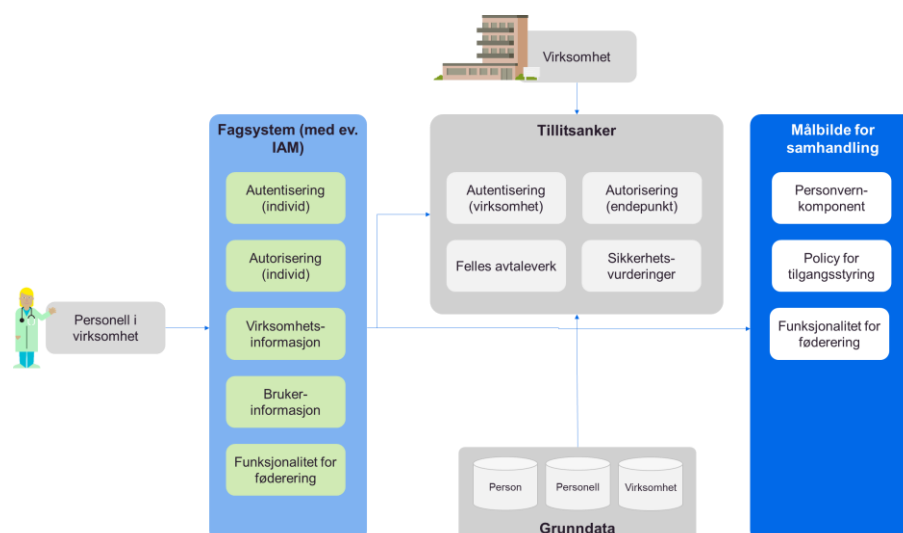 Virksomhet
Fagsystem (med ev.
IAM)
Autentisering
(individ)
Autorisering
(individ)
Virksomhets-
informasjon
Bruker-
informasjon
Funksjonalitet for
føderering
Personell i
virksomhet
Tillitsanker
Autentisering
(virksomhet)
Autorisering
(endepunkt)
Felles avtaleverk
Sikkerhets-
vurderinger
Person
Personell
Virksomhet
Grunndata
Målbilde for
samhandling
Personvern-
komponent
Policy for
tilgangsstyring
Funksjonalitet for
føderering